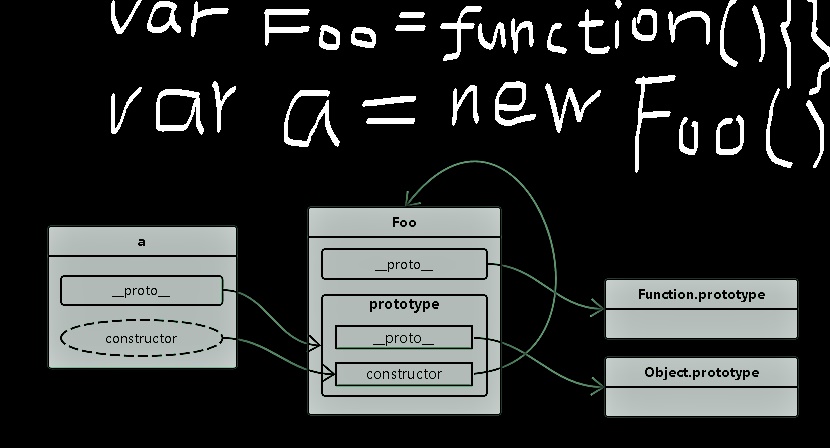 var Foo = function(){}
var a = new Foo()
a
__proto__
constructor
Foo
__proto__
prototype
__proto__
constructor
Function.prototype
Object.prototype